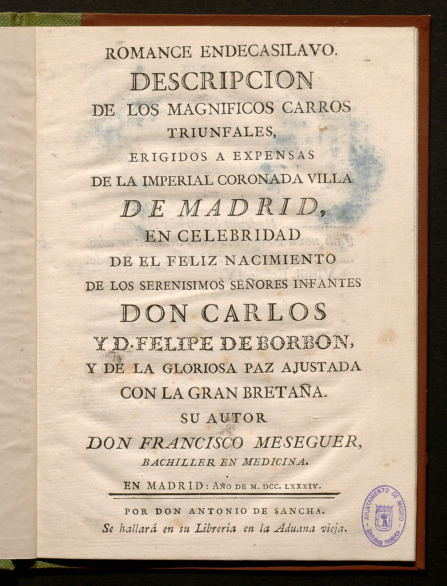 ROMANCE ENDECASILAVO.
DESCRIPCION
DE LOS MAGNIFICOS CARROS
TRIUNFALES,
ERIGIDOS A EXPENSAS
DE LA IMPERIAL CORONADA VILLA
DE MADRID,
EN CELEBRIDAD
DE EL FELIZ NACIMIENTO
DE LOS SERENISIMOS SEÑORES INFANTES
DON CARLOS
Y D. FELIPE DE BORBON,
Y DE LA GLORIOSA PAZ AJUSTADA
CON LA GRAN BRETAÑA.
SU AUTOR
DON FRANCISCO MESEGUER,
BACHILLER EN MEDICINA.
EN MADRID: AÑO DE M. DCC. LXXXIV.
POR DON ANTONIO DE SANCHA.
Se hallará en su Libreria en la Aduana vieja.
AYUNTAMIENTO DE MADRID